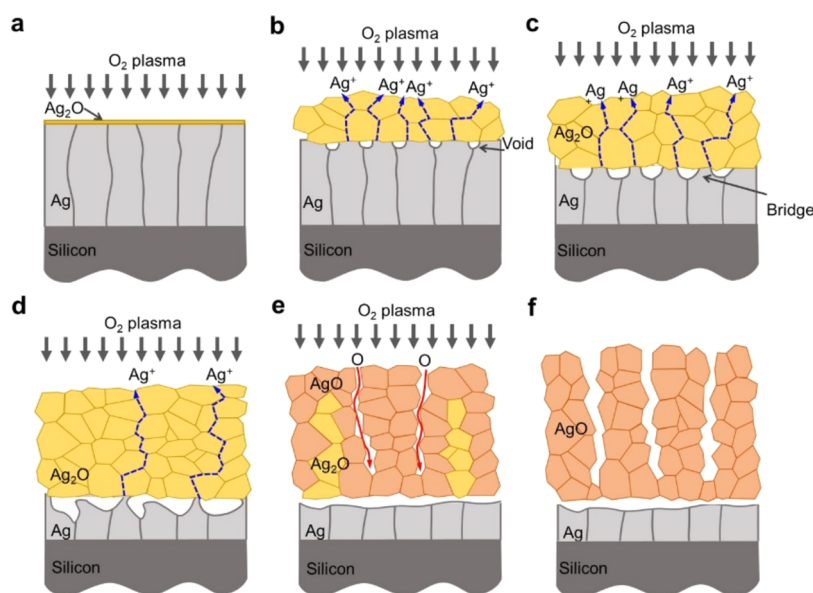 a
O2 plasma
Ag2O
Ag
Silicon
b
O2 plasma
Ag+ Ag+ Ag+ Ag+
Void
Ag
Silicon
c
O2 plasma
Ag+ Ag+ Ag+ Ag+
Ag2O
Ag
Bridge
Silicon
d
O2 plasma
Ag+ Ag+
Ag2O
Ag
Silicon
e
O2 plasma
O O
AgO
Ag2O
Ag
Silicon
f
AgO
Ag
Silicon